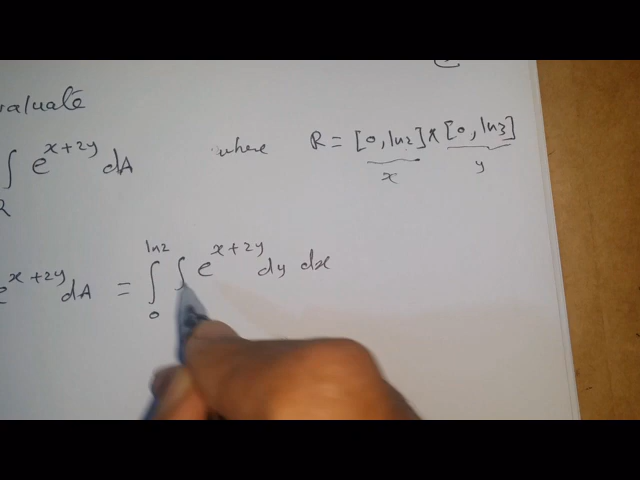 valuate
∫ e^{x+2y} dA where R = [0, ln2] × [0, ln3]
R x y
e^{x+2y} dA = ∫_0^{ln2} ∫ e^{x+2y} dy dx